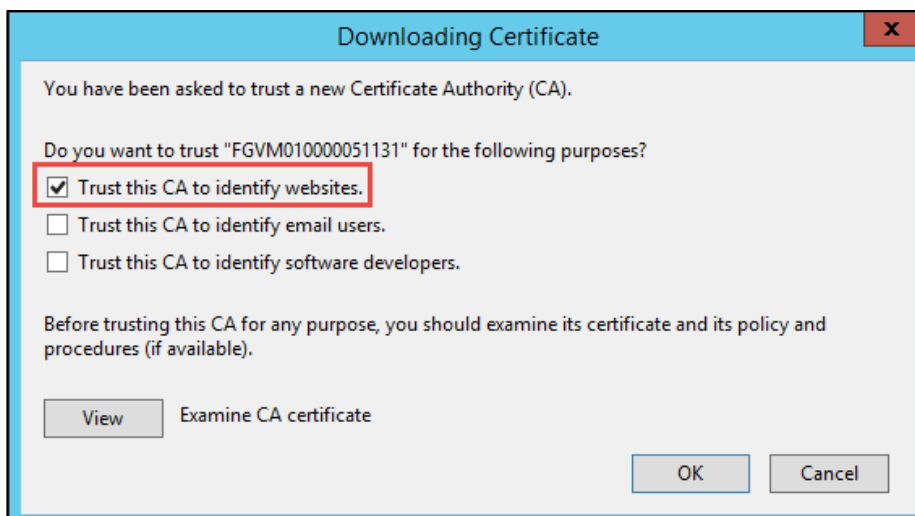 Downloading Certificate
x
You have been asked to trust a new Certificate Authority (CA).
Do you want to trust "FGVM010000051131" for the following purposes?
Trust this CA to identify websites.
Trust this CA to identify email users.
Trust this CA to identify software developers.
Before trusting this CA for any purpose, you should examine its certificate and its policy and
procedures (if available).
View Examine CA certificate
OK Cancel